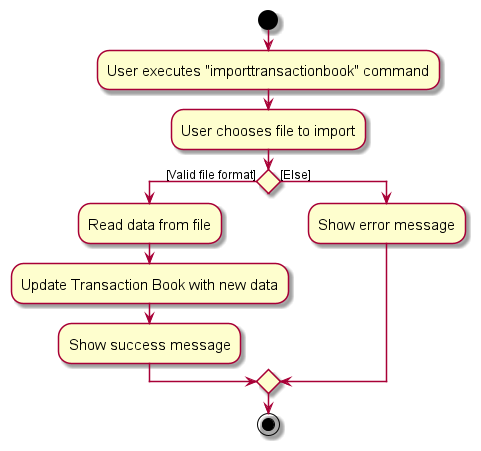 User executes "importtransactionbook" command
User chooses file to import
[Valid file format]
[Else]
Read data from file
Show error message
Update Transaction Book with new data
Show success message